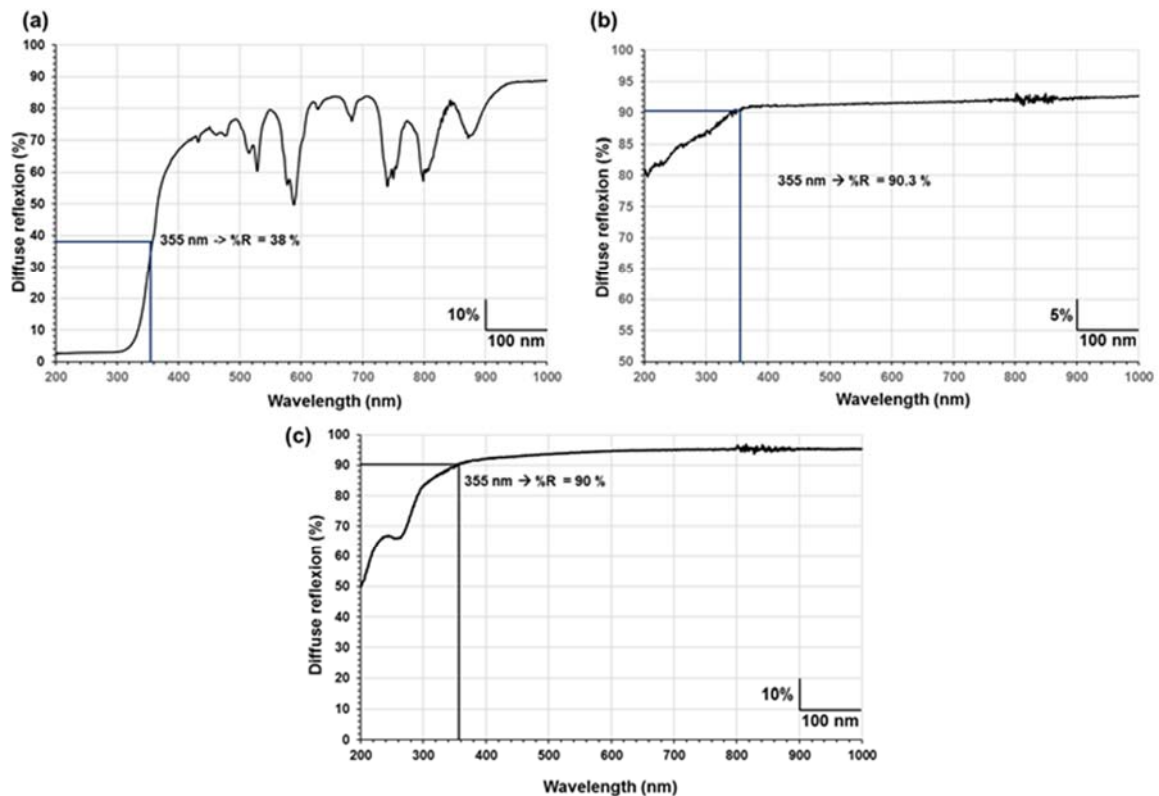 (a)
100
90
80
70
60
50
40
30
20
10
0
Diffuse reflexion (%)
355 nm -> %R = 38 %
10%
100 nm
200 300 400 500 600 700 800 900 1000
Wavelength (nm)
(b)
100
95
90
85
80
75
70
65
60
55
50
Diffuse reflexion (%)
355 nm → %R = 90.3 %
5%
100 nm
200 300 400 500 600 700 800 900 1000
Wavelength (nm)
(c)
100
90
80
70
60
50
40
30
20
10
0
Diffuse reflexion (%)
355 nm → %R = 90 %
10%
100 nm
200 300 400 500 600 700 800 900 1000
Wavelength (nm)